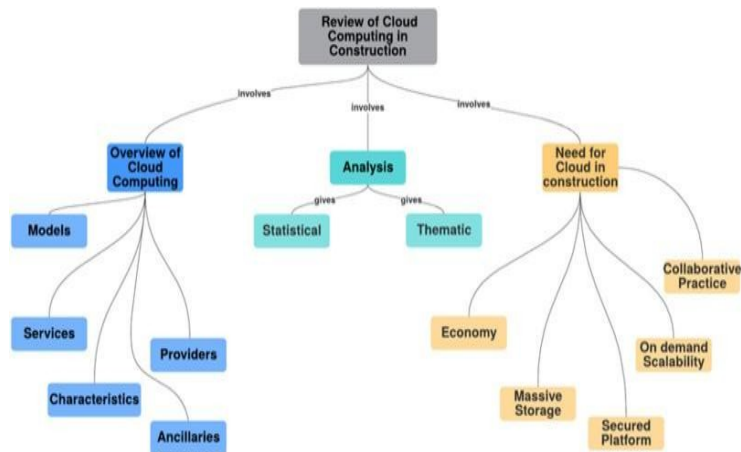 Review of Cloud
Computing in
Construction
involves
involves
involves
Overview of
Cloud
Computing
Analysis
Need for
Cloud in
construction
gives
gives
Models
Statistical
Thematic
Collaborative
Practice
Services
Providers
Economy
On demand
Scalability
Characteristics
Massive
Storage
Ancillaries
Secured
Platform